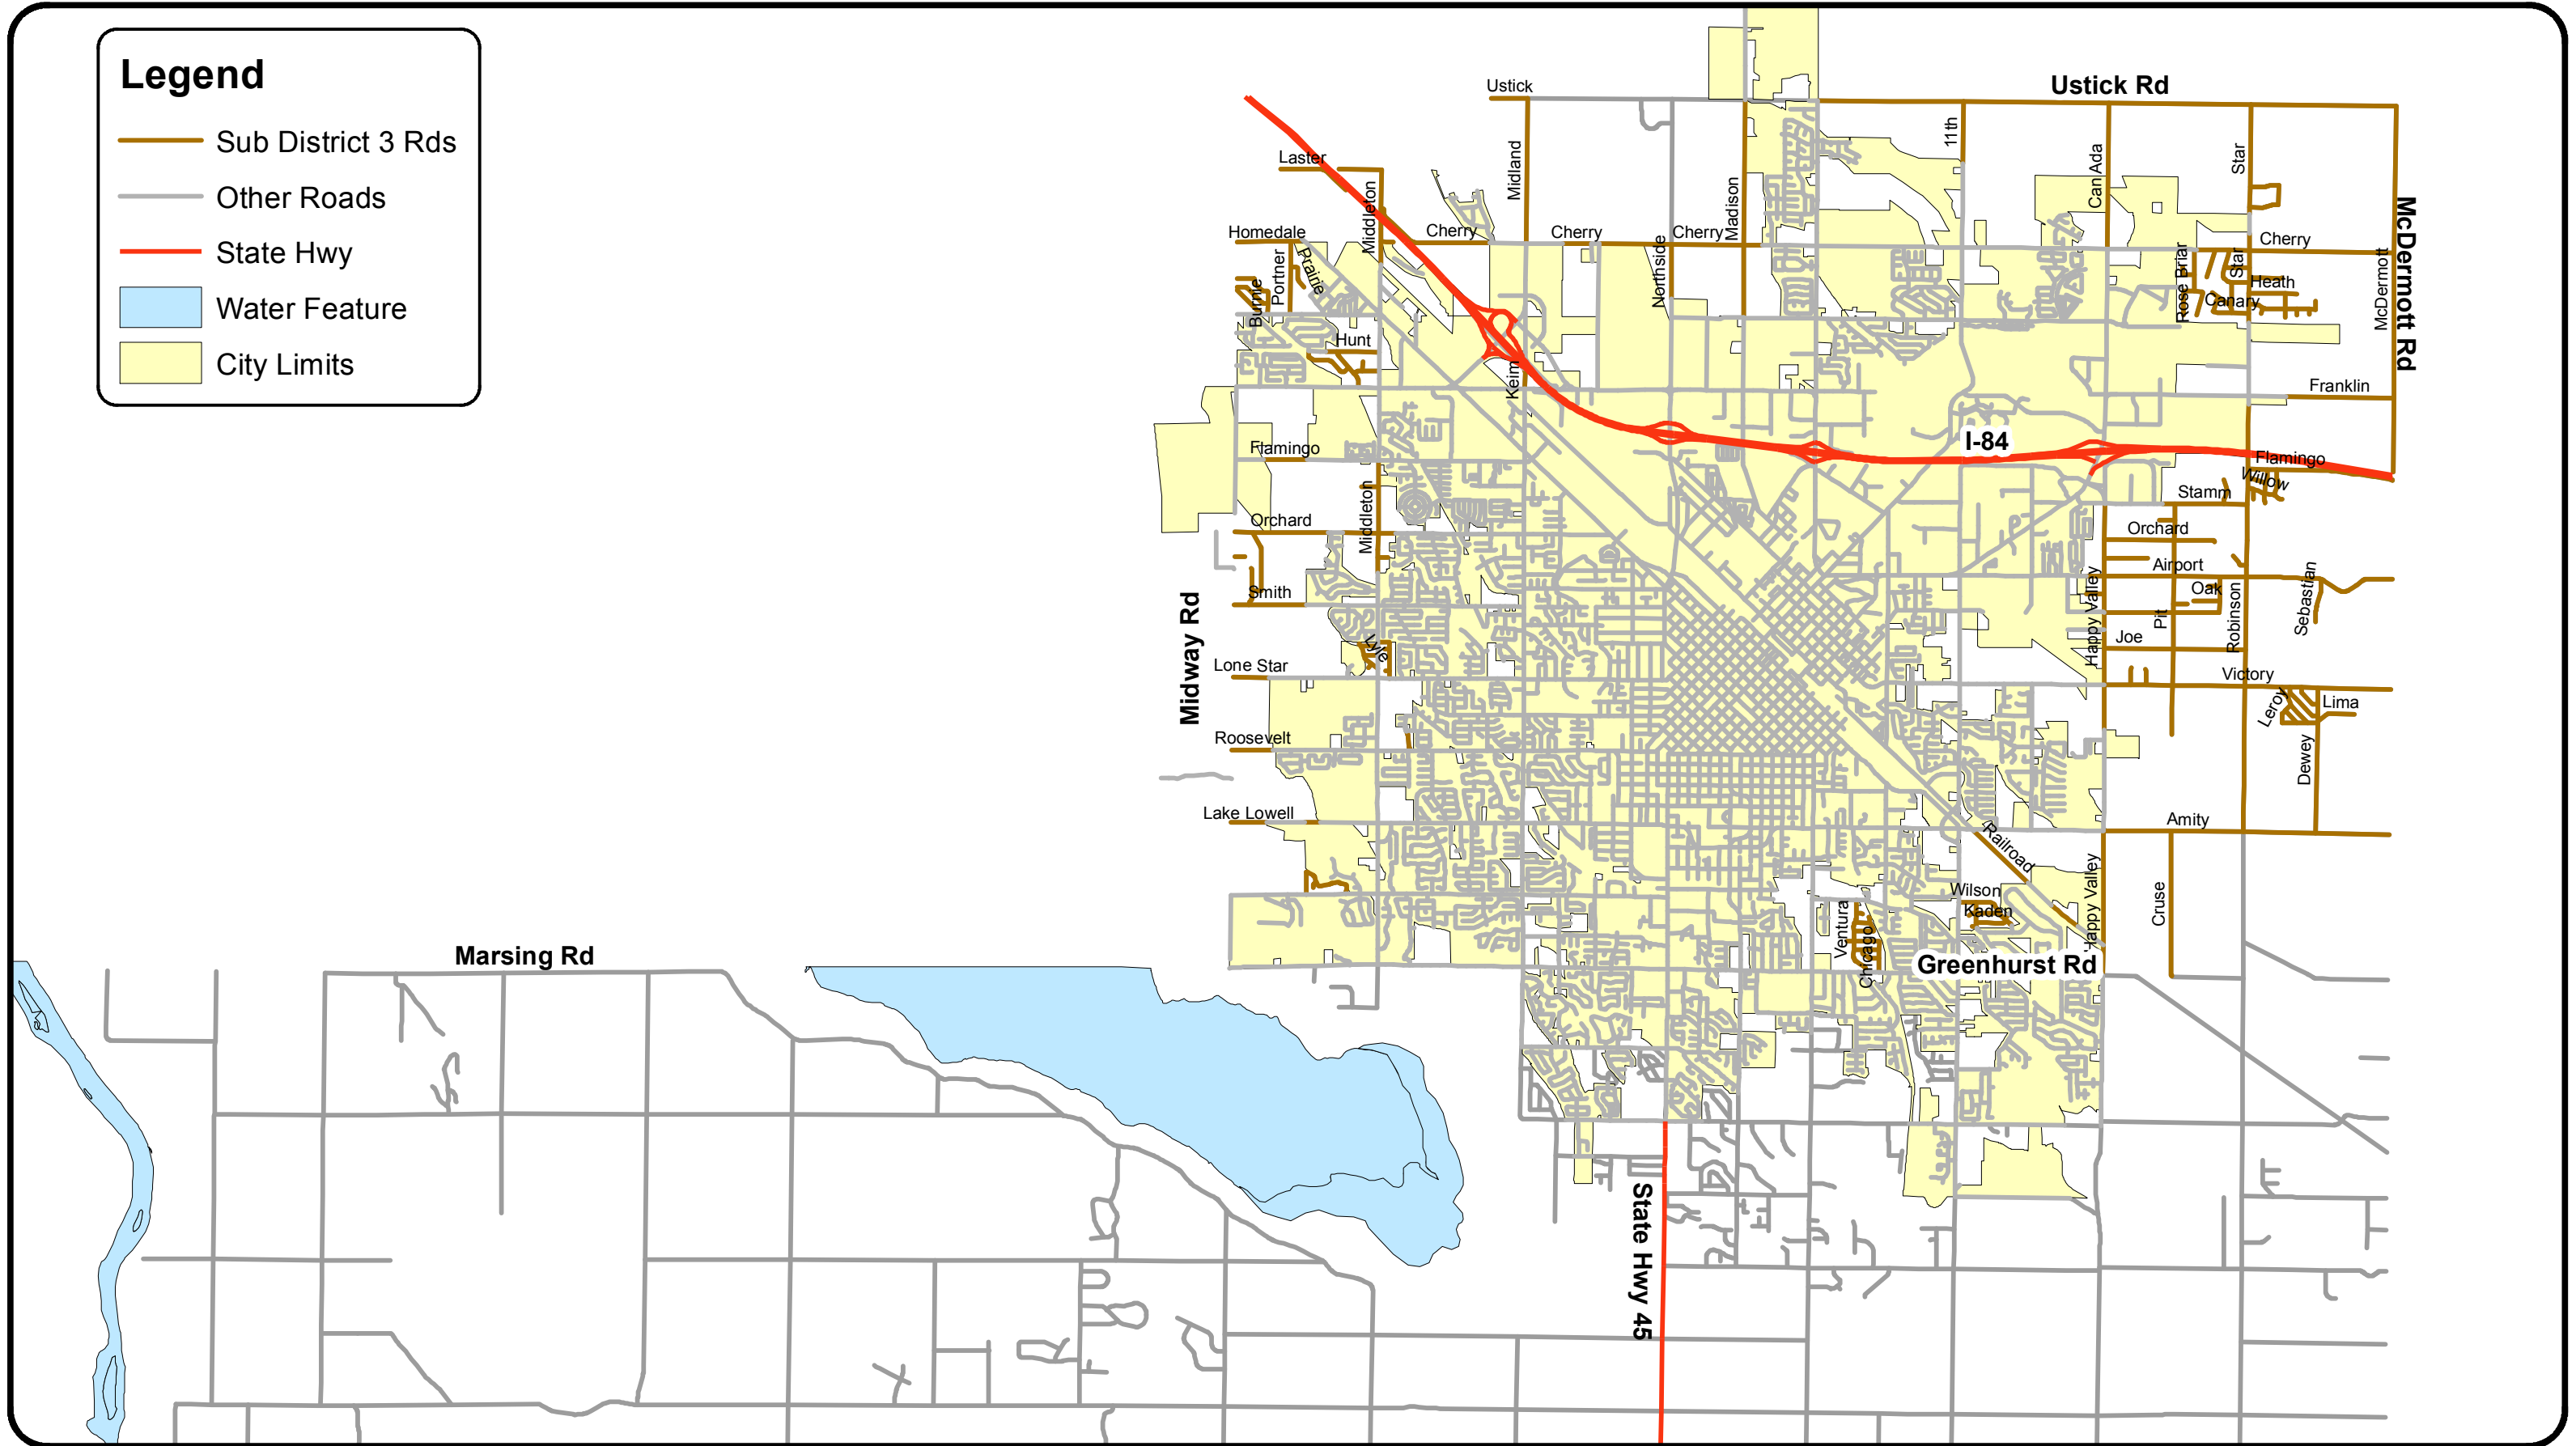 Legend
Sub District 3 Rds
Other Roads
State Hwy
Water Feature
City Limits
Ustick
Ustick Rd
Laster
Middleton
Midland
Madison
11th
Can Ada
Star
McDermott Rd
Homedale
Cherry
Cherry
Cherry
Cherry
Portner
Prairie
Burnie
Northside
Rose Briar
Star
Heath
Canary
McDermott
Hunt
Keim
Franklin
Flamingo
I-84
Flamingo
Willow
Stamm
Middleton
Orchard
Orchard
Airport
Smith
Oak
Happy Valley
Pit
Robinson
Sebastian
Midway Rd
Lyle
Joe
Lone Star
Victory
Leroy
Lima
Roosevelt
Dewey
Lake Lowell
Amity
Railroad
Happy Valley
Wilson
Kaden
Cruse
Ventura
Chicago
Greenhurst Rd
Marsing Rd
State Hwy 45